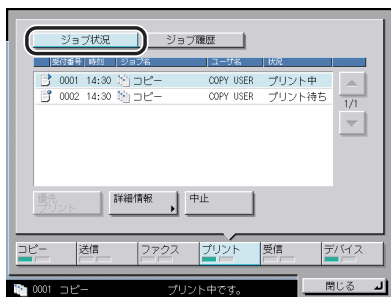 ジョブ状況 ジョブ履歴
受付番号 時刻 ジョブ名 ユーザ名 状況
0001 14:30 コピー COPY USER プリント中
0002 14:30 コピー COPY USER プリント待ち
1/1
優先プリント 詳細情報 中止
コピー 送信 ファクス プリント 受信 デバイス
0001 コピー プリント中です。 閉じる